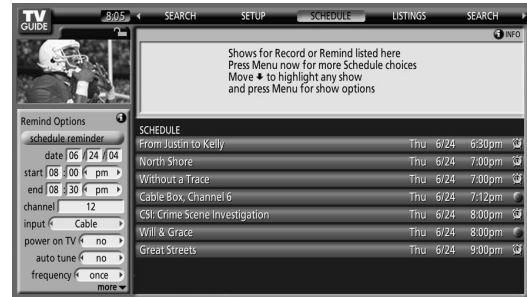 TV GUIDE 8:05 SEARCH SETUP SCHEDULE LISTINGS SEARCH
INFO
Shows for Record or Remind listed here
Press Menu now for more Schedule choices
Move to highlight any show
and press Menu for show options
Remind Options
schedule reminder
date 06 / 24 / 04
start 08 : 00 pm
end 08 : 30 pm
channel 12
input Cable
power on TV no
auto tune no
frequency once
more
SCHEDULE
From Justin to Kelly Thu 6/24 6:30pm
North Shore Thu 6/24 7:00pm
Without a Trace Thu 6/24 7:00pm
Cable Box, Channel 6 Thu 6/24 7:12pm
CSI: Crime Scene Investigation Thu 6/24 8:00pm
Will & Grace Thu 6/24 8:00pm
Great Streets Thu 6/24 9:00pm